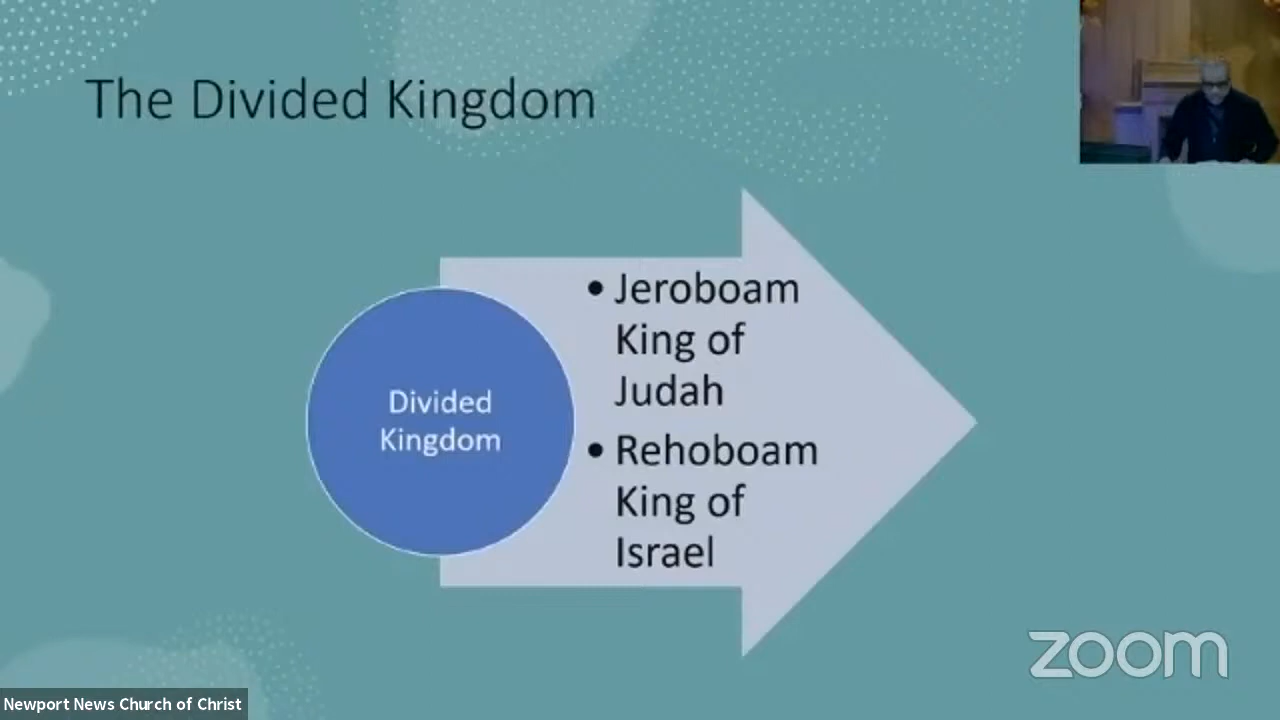 The Divided Kingdom
Divided
Kingdom
• Jeroboam
King of
Judah
• Rehoboam
King of
Israel
zoom
Newport News Church of Christ